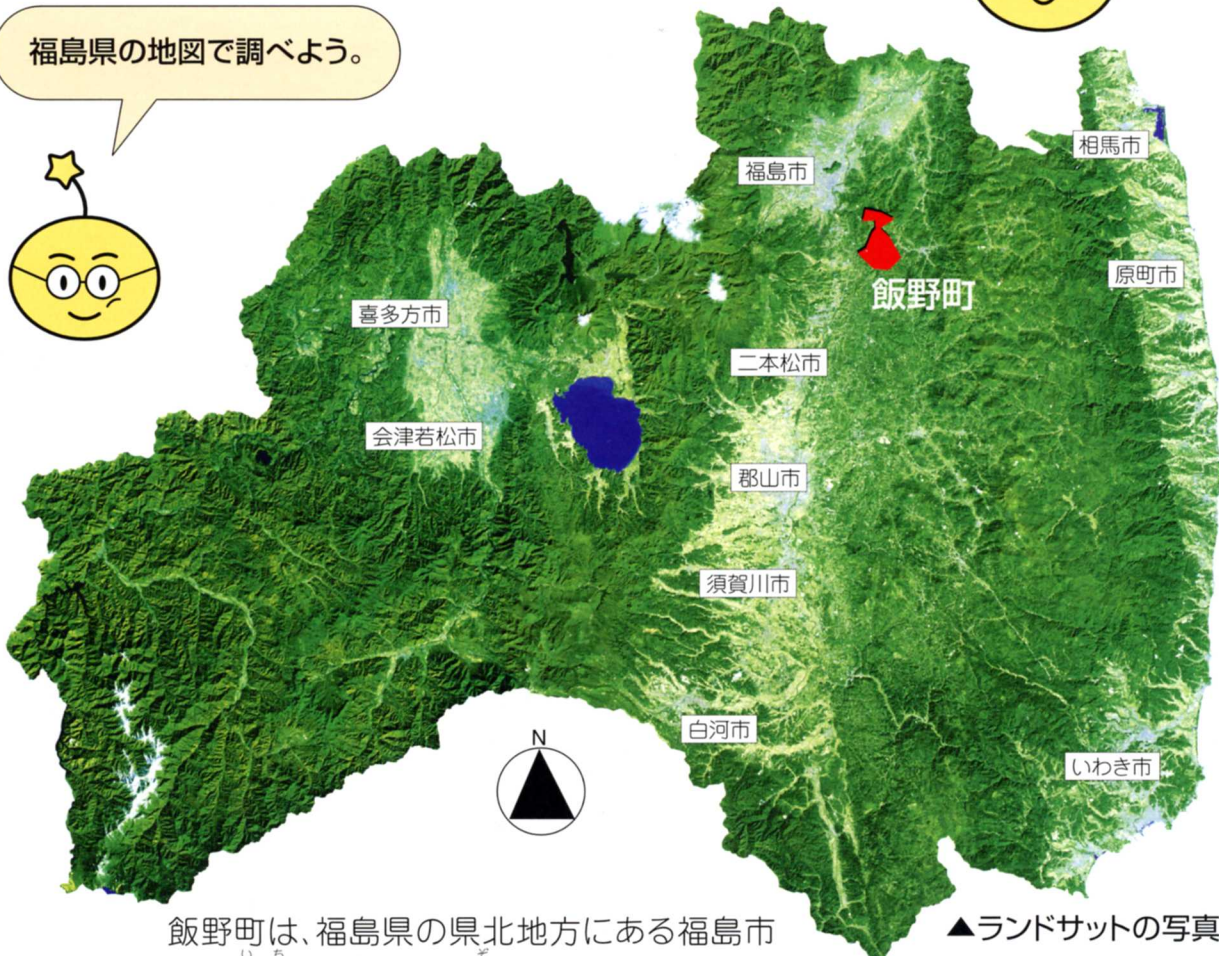 福島県の地図で調べよう。
相馬市
福島市
原町市
飯野町
喜多方市
二本松市
会津若松市
郡山市
須賀川市
白河市
N
いわき市
飯野町は、福島県の県北地方にある福島市
▲ランドサットの写真
いち
ぞ